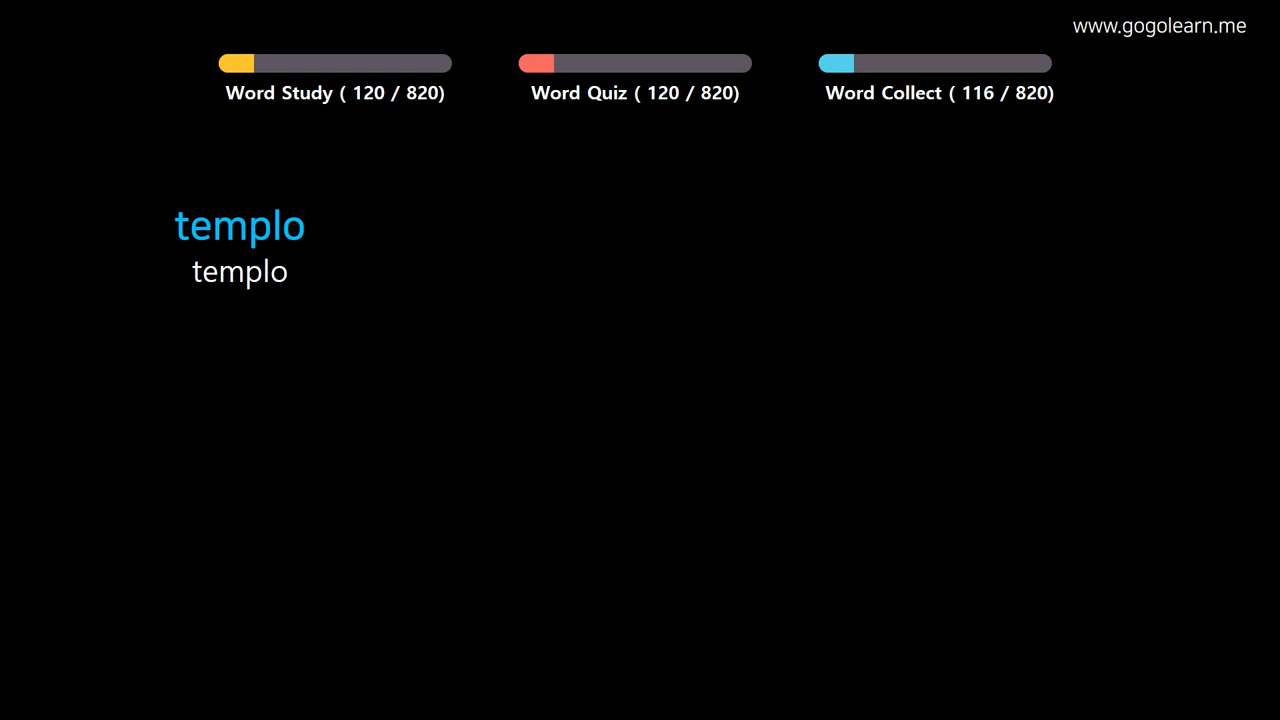 www.gogolearn.me
Word Study ( 120 / 820)
Word Quiz ( 120 / 820)
Word Collect ( 116 / 820)
templo
templo